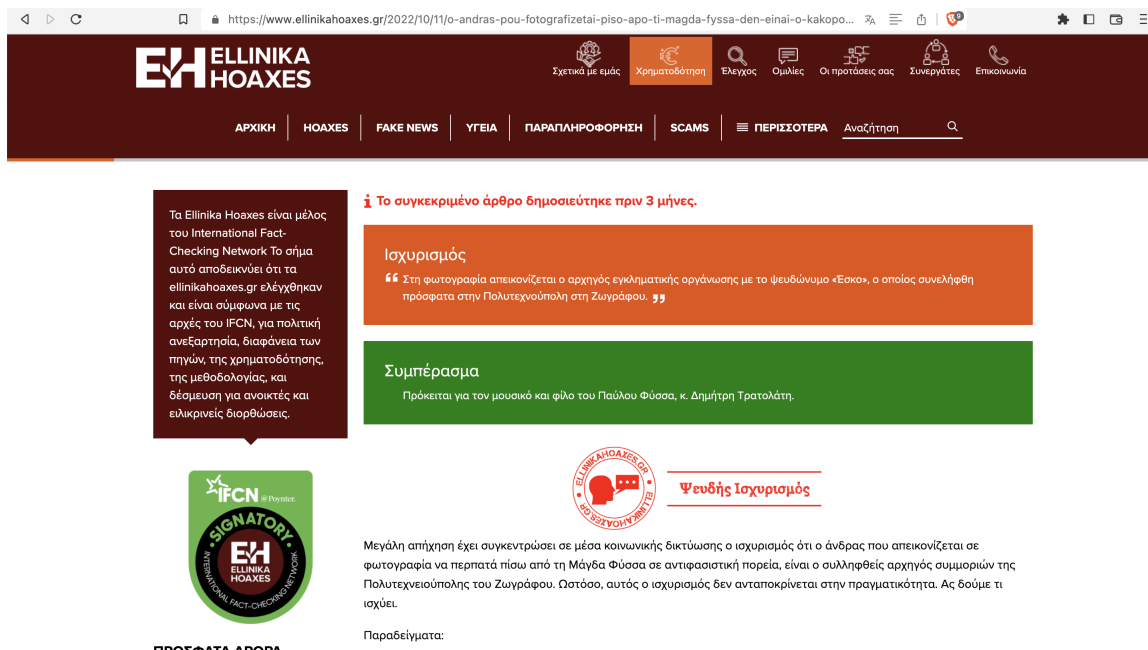 https://www.ellinikahoaxes.gr/2022/10/11/o-andras-pou-fotografizetai-piso-apo-ti-magda-fyssa-den-einai-o-kakopo...
9
EH ELLINIKA
HOAXES
Σχετικά με εμάς
Χρηματοδότηση
Έλεγχος
Ομιλίες
Οι προτάσεις σας
Συνεργάτες
Επικοινωνία
ΑΡΧΙΚΗ
HOAXES
FAKE NEWS
ΥΓΕΙΑ
ΠΑΡΑΠΛΗΡΟΦΟΡΗΣΗ
SCAMS
ΠΕΡΙΣΣΟΤΕΡΑ
Αναζήτηση
Τα Ellinika Hoaxes είναι μέλος
του International Fact-
Checking Network Το σήμα
αυτό αποδεικνύει ότι τα
ellinikahoaxes.gr ελέγχθηκαν
και είναι σύμφωνα με τις
αρχές του IFCN, για πολιτική
ανεξαρτησία, διαφάνεια των
πηγών, της χρηματοδότησης,
της μεθοδολογίας, και
δέσμευση για ανοικτές και
ειλικρινείς διορθώσεις.
IFCN @Poynter.
SIGNATORY
EH
ELLINIKA
HOAXES
INTERNATIONAL FACT-CHECKING NETWORK
ΠΡΟΣΦΑΤΑ ΑΡΘΡΑ
i Το συγκεκριμένο άρθρο δημοσιεύτηκε πριν 3 μήνες.
Ισχυρισμός
❝ Στη φωτογραφία απεικονίζεται ο αρχηγός εγκληματικής οργάνωσης με το ψευδώνυμο «Έσκο», ο οποίος συνελήφθη
πρόσφατα στην Πολυτεχνούπολη στη Ζωγράφου. ❞
Συμπέρασμα
Πρόκειται για τον μουσικό και φίλο του Παύλου Φύσσα, κ. Δημήτρη Τρατολάτη.
ELLINIKAHOAXES.GR
ELLINIKAHOAXES.GR
Ψευδής Ισχυρισμός
Μεγάλη απήχηση έχει συγκεντρώσει σε μέσα κοινωνικής δικτύωσης ο ισχυρισμός ότι ο άνδρας που απεικονίζεται σε
φωτογραφία να περπατά πίσω από τη Μάγδα Φύσσα σε αντιφασιστική πορεία, είναι ο συλληφθείς αρχηγός συμμοριών της
Πολυτεχνειούπολης του Ζωγράφου. Ωστόσο, αυτός ο ισχυρισμός δεν ανταποκρίνεται στην πραγματικότητα. Ας δούμε τι
ισχύει.
Παραδείγματα: